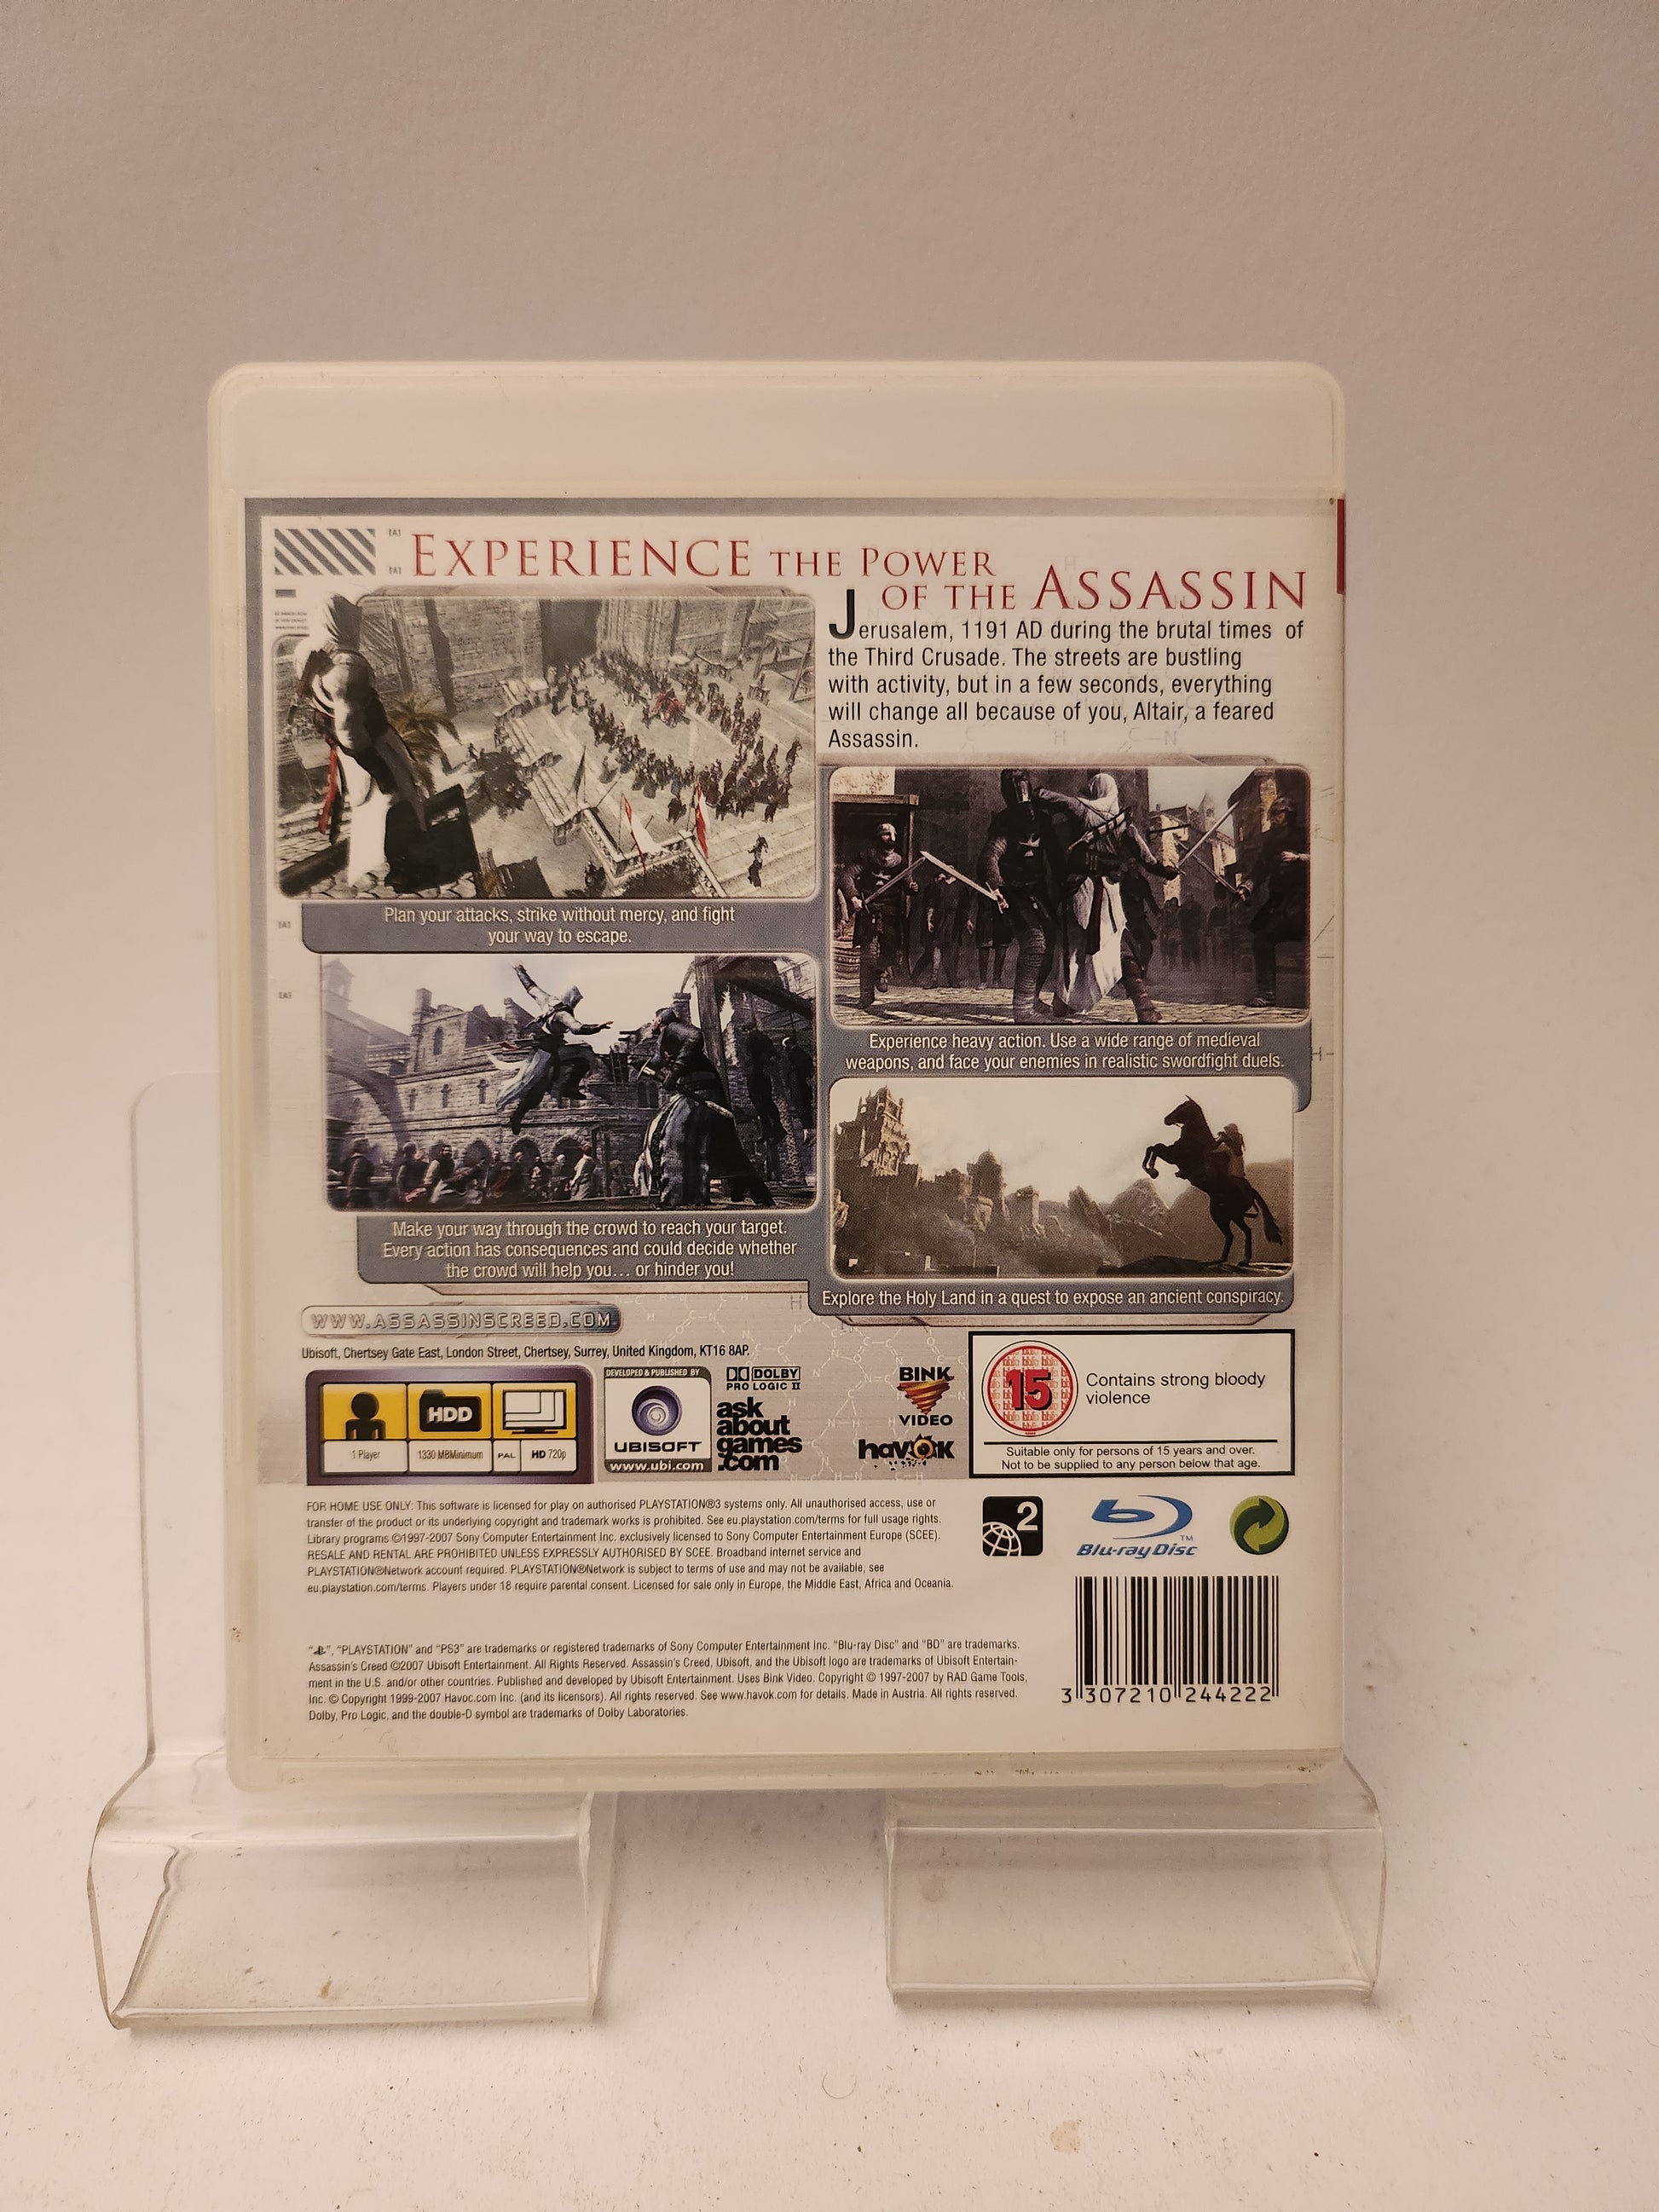 EXPERIENCE THE POWER
OF THE ASSASSIN
Jerusalem, 1191 AD during the brutal times of
the Third Crusade. The streets are bustling
with activity, but in a few seconds, everything
will change all because of you, Altair, a feared
Assassin.
Plan your attacks, strike without mercy, and fight
your way to escape.
Experience heavy action. Use a wide range of medieval
weapons, and face your enemies in realistic swordfight duels.
Make your way through the crowd to reach your target.
Every action has consequences and could decide whether
the crowd will help you... or hinder you!
Explore the Holy Land in a quest to expose an ancient conspiracy.
WWW.ASSASSINSCREED.COM
Ubisoft, Chertsey Gate East, London Street, Chertsey, Surrey, United Kingdom, KT16 8AP.
HDD
1 Player
1330 MBMinimum
PAL
HD 720p
DEVELOPED & PUBLISHED BY
UBISOFT
www.ubi.com
DOLBY
PRO LOGIC II
ask
about
games
.com
BINK
VIDEO
havok
15
Contains strong bloody
violence
Suitable only for persons of 15 years and over.
Not to be supplied to any person below that age.
FOR HOME USE ONLY: This software is licensed for play on authorised PLAYSTATION®3 systems only. All unauthorised access, use or
transfer of the product or its underlying copyright and trademark works is prohibited. See eu.playstation.com/terms for full usage rights.
Library programs ©1997-2007 Sony Computer Entertainment Inc. exclusively licensed to Sony Computer Entertainment Europe (SCEE).
RESALE AND RENTAL ARE PROHIBITED UNLESS EXPRESSLY AUTHORISED BY SCEE. Broadband internet service and
PLAYSTATION®Network account required. PLAYSTATION®Network is subject to terms of use and may not be available, see
eu.playstation.com/terms. Players under 18 require parental consent. Licensed for sale only in Europe, the Middle East, Africa and Oceania.
2
Blu-ray Disc™
"", "PLAYSTATION" and "PS3" are trademarks or registered trademarks of Sony Computer Entertainment Inc. "Blu-ray Disc" and "BD" are trademarks.
Assassin's Creed ©2007 Ubisoft Entertainment. All Rights Reserved. Assassin's Creed, Ubisoft, and the Ubisoft logo are trademarks of Ubisoft Entertain-
ment in the U.S. and/or other countries. Published and developed by Ubisoft Entertainment. Uses Bink Video. Copyright © 1997-2007 by RAD Game Tools,
Inc. © Copyright 1999-2007 Havoc.com Inc. (and its licensors). All rights reserved. See www.havok.com for details. Made in Austria. All rights reserved.
Dolby, Pro Logic, and the double-D symbol are trademarks of Dolby Laboratories.
3 307210 244222